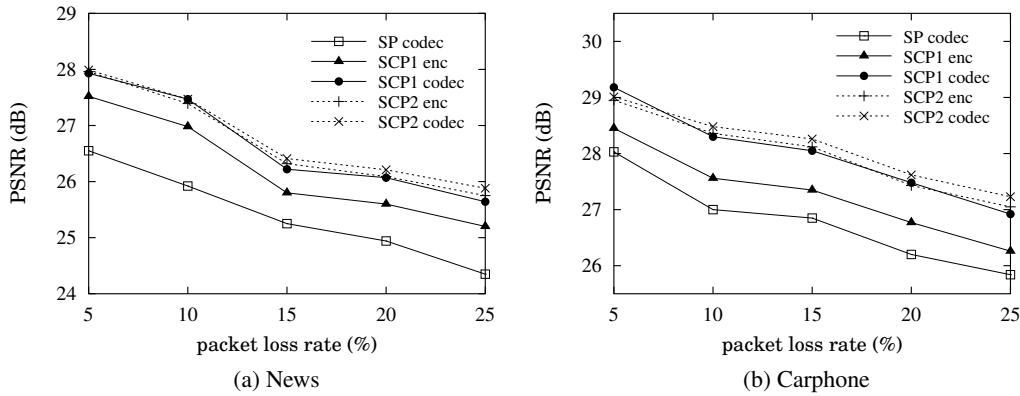 29
28
27
26
25
24
PSNR (dB)
SP codec
SCP1 enc
SCP1 codec
SCP2 enc
SCP2 codec
5
10
15
20
25
packet loss rate (%)
(a) News
30
29
28
27
26
PSNR (dB)
SP codec
SCP1 enc
SCP1 codec
SCP2 enc
SCP2 codec
5
10
15
20
25
packet loss rate (%)
(b) Carphone